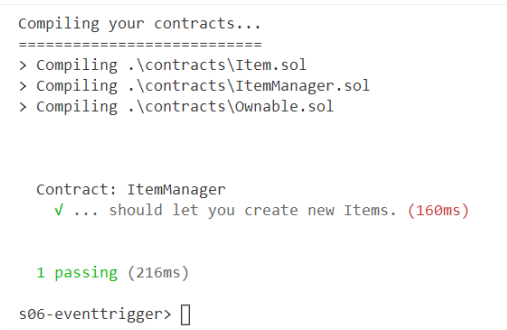 Compiling your contracts...
===========================
> Compiling .\contracts\Item.sol
> Compiling .\contracts\ItemManager.sol
> Compiling .\contracts\Ownable.sol
Contract: ItemManager
√ ... should let you create new Items. (160ms)
1 passing (216ms)
s06-eventtrigger>